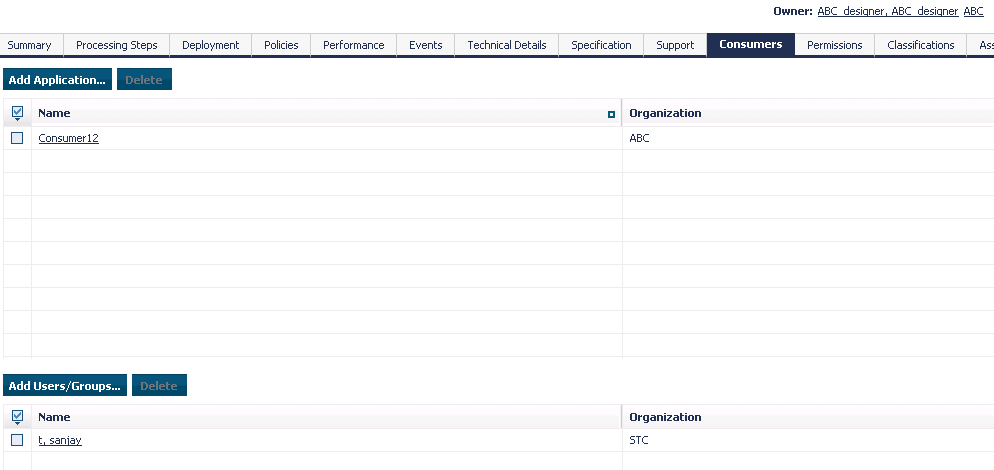 Owner: ABC_designer, ABC_designer ABC
Summary Processing Steps Deployment Policies Performance Events Technical Details Specification Support Consumers Permissions Classifications Ass
Add Application... Delete
Name Organization
Consumer12 ABC
Add Users/Groups... Delete
Name Organization
t, sanjay STC